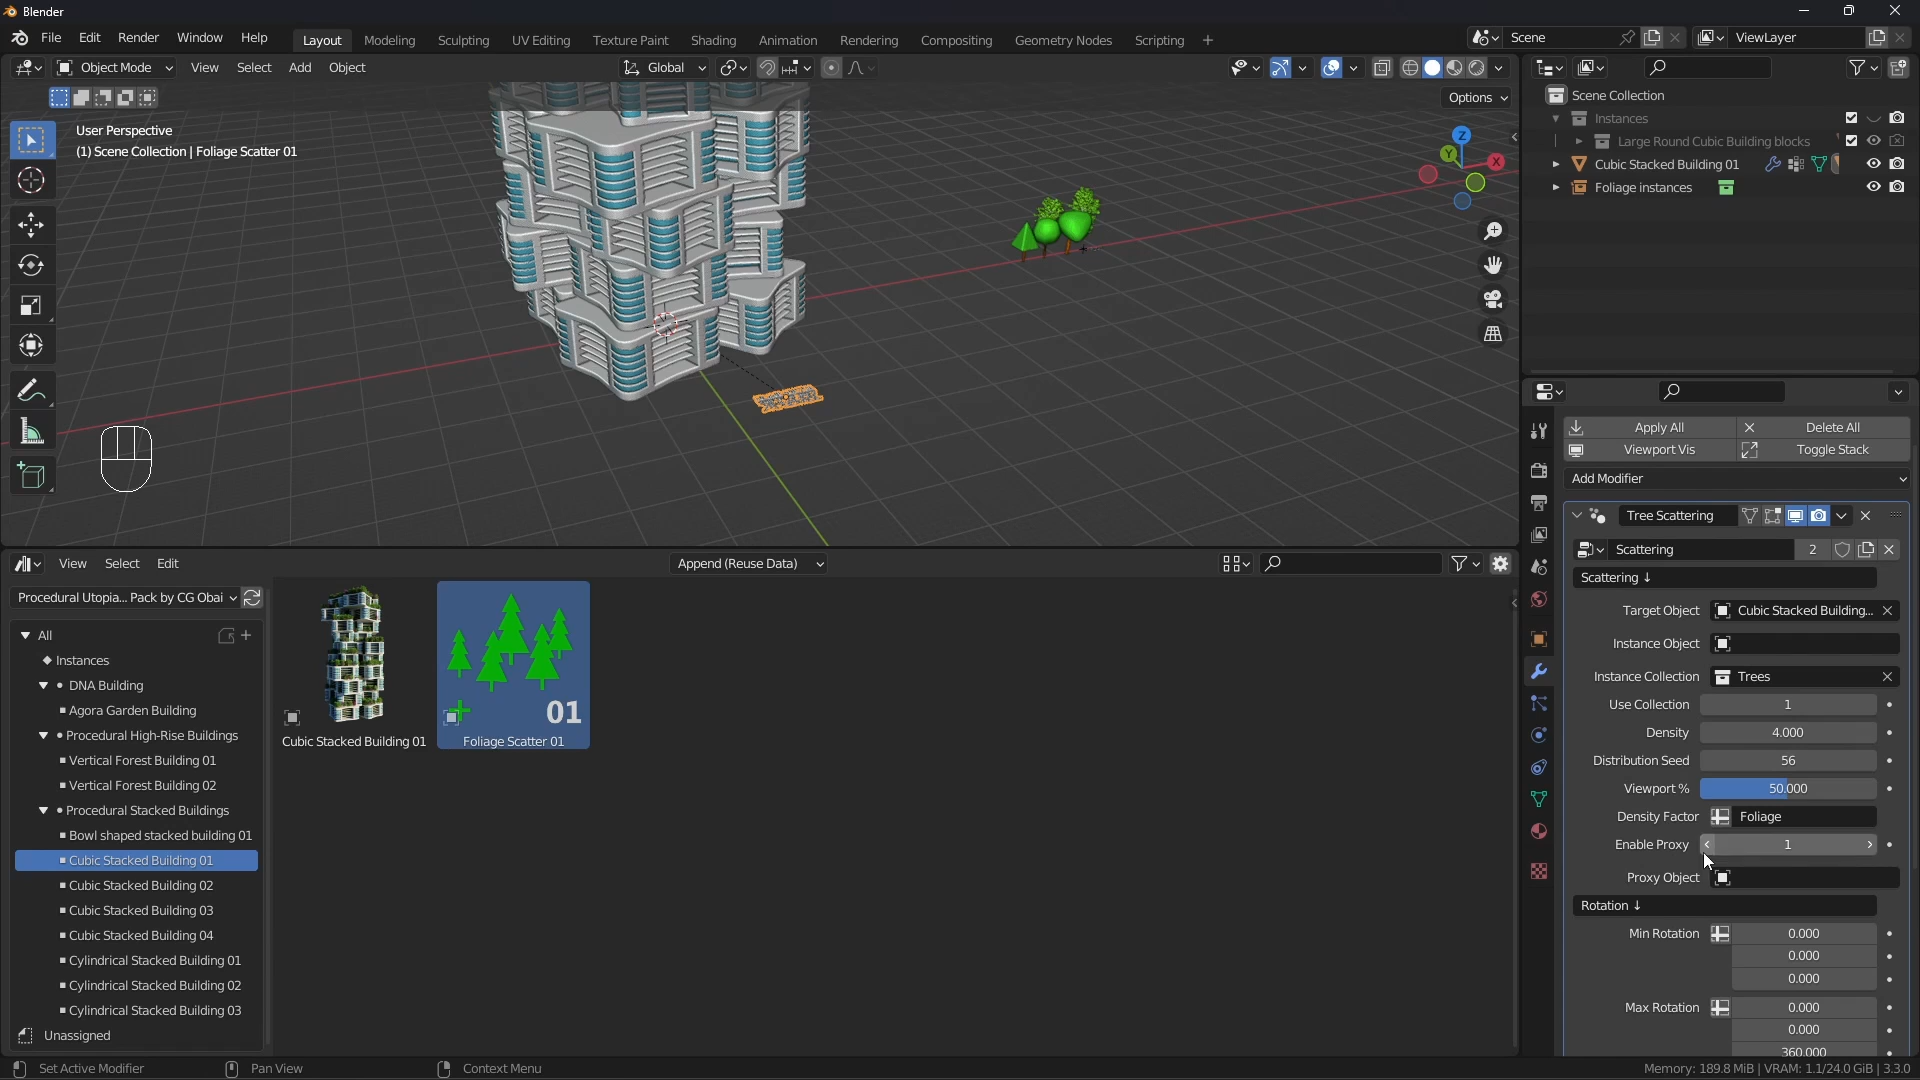 Blender
File Edit Render Window Help Layout Modeling Sculpting UV Editing Texture Paint Shading Animation Rendering Compositing Geometry Nodes Scripting + Scene ViewLayer
Object Mode View Select Add Object Global
Options
User Perspective
(1) Scene Collection | Foliage Scatter 01
Z
Y
X
Scene Collection
Instances
Large Round Cubic Building blocks
Cubic Stacked Building 01
Foliage instances
Apply All Delete All
Viewport Vis Toggle Stack
Add Modifier
Tree Scattering
Scattering 2
Scattering ↓
Target Object Cubic Stacked Building...
Instance Object
Instance Collection Trees
Use Collection 1
Density 4.000
Distribution Seed 56
Viewport % 50.000
Density Factor Foliage
Enable Proxy 1
Proxy Object
Rotation ↓
Min Rotation 0.000
0.000
0.000
Max Rotation 0.000
0.000
360.000
View Select Edit Append (Reuse Data)
Procedural Utopia... Pack by CG Obai
All
Instances
DNA Building
Agora Garden Building
Procedural High-Rise Buildings
Vertical Forest Building 01
Vertical Forest Building 02
Procedural Stacked Buildings
Bowl shaped stacked building 01
Cubic Stacked Building 01
Cubic Stacked Building 02
Cubic Stacked Building 03
Cubic Stacked Building 04
Cylindrical Stacked Building 01
Cylindrical Stacked Building 02
Cylindrical Stacked Building 03
Unassigned
Cubic Stacked Building 01
01
Foliage Scatter 01
Set Active Modifier Pan View Context Menu Memory: 189.8 MiB | VRAM: 1.1/24.0 GiB | 3.3.0